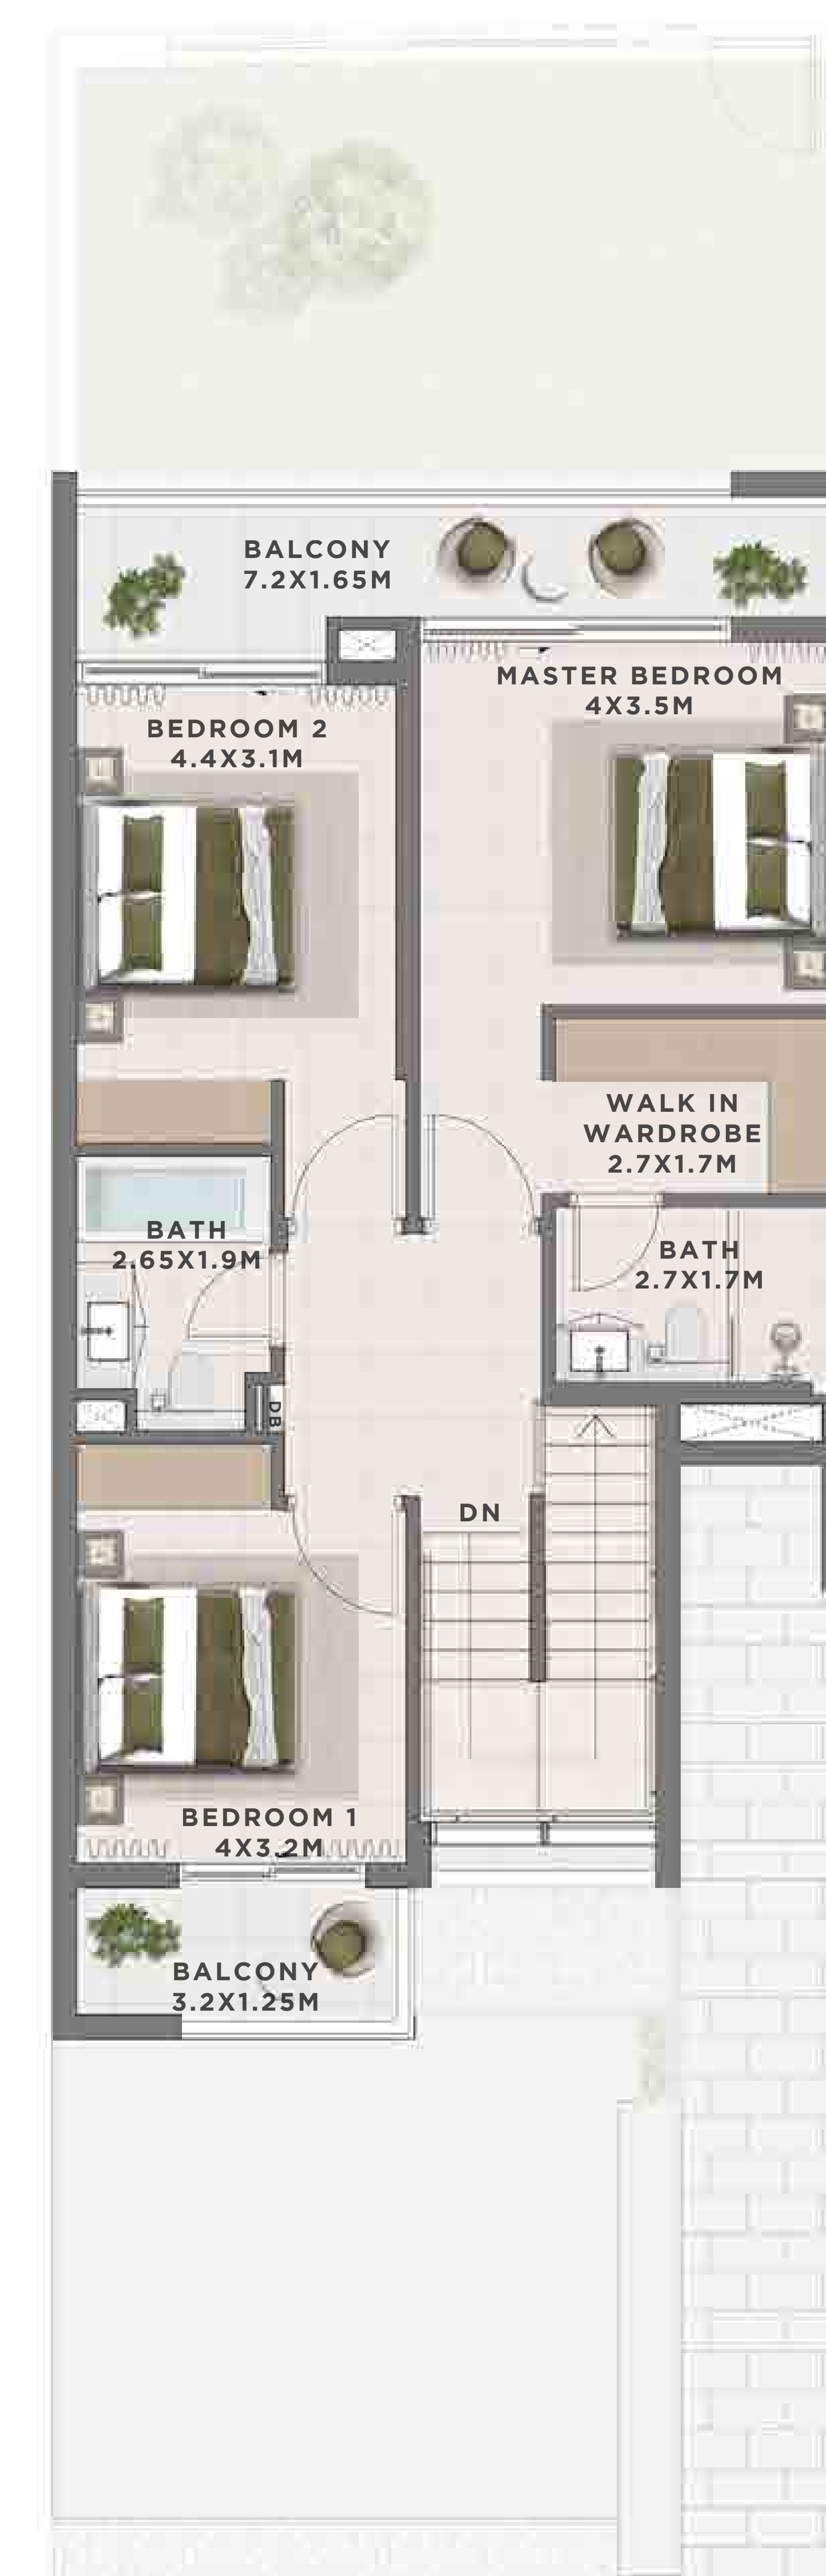 BALCONY
7.2X1.65M
MASTER BEDROOM
4X3.5M
BEDROOM 2
4.4X3.1M
WALK IN
WARDROBE
2.7X1.7M
BATH
2.65X1.9M
BATH
2.7X1.7M
DB
DN
BEDROOM 1
4X3.2M
BALCONY
3.2X1.25M